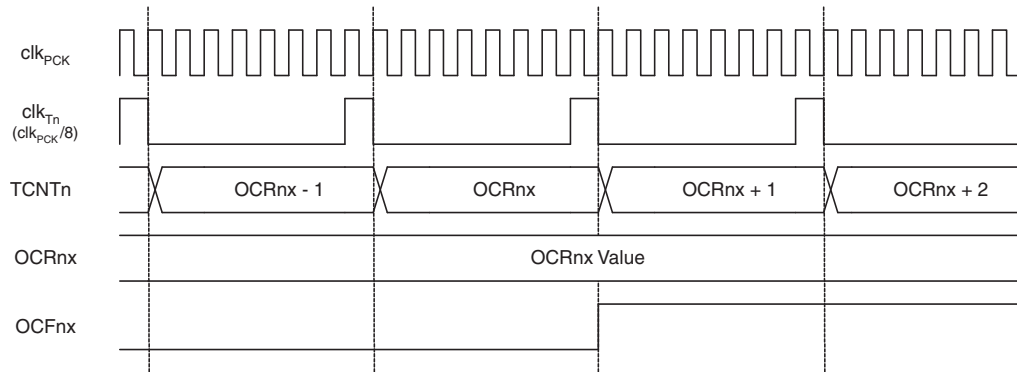 clkPCK
clkTn
(clkPCK/8)
TCNTn OCRnx - 1 OCRnx OCRnx + 1 OCRnx + 2
OCRnx OCRnx Value
OCFnx